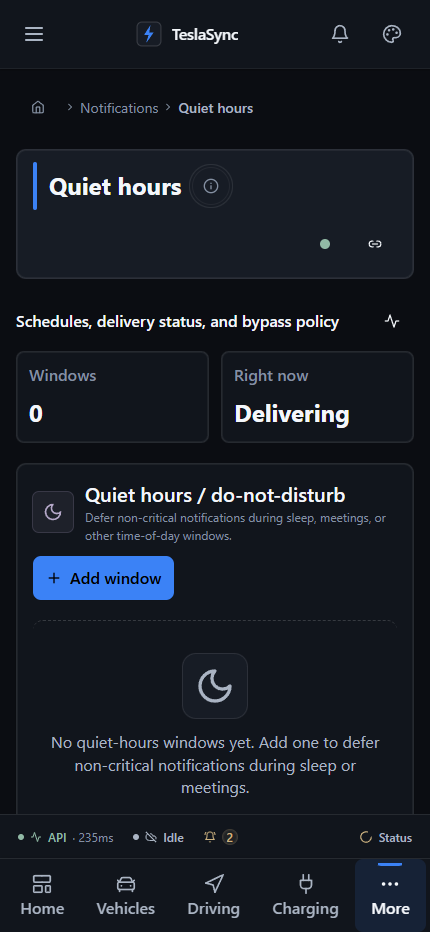 TeslaSync
Notifications Quiet hours
Quiet hours
Schedules, delivery status, and bypass policy
Windows
0
Right now
Delivering
Quiet hours / do-not-disturb
Defer non-critical notifications during sleep, meetings, or
other time-of-day windows.
+ Add window
No quiet-hours windows yet. Add one to defer
non-critical notifications during sleep or
meetings.
API · 235ms Idle 2 Status
Home Vehicles Driving Charging More